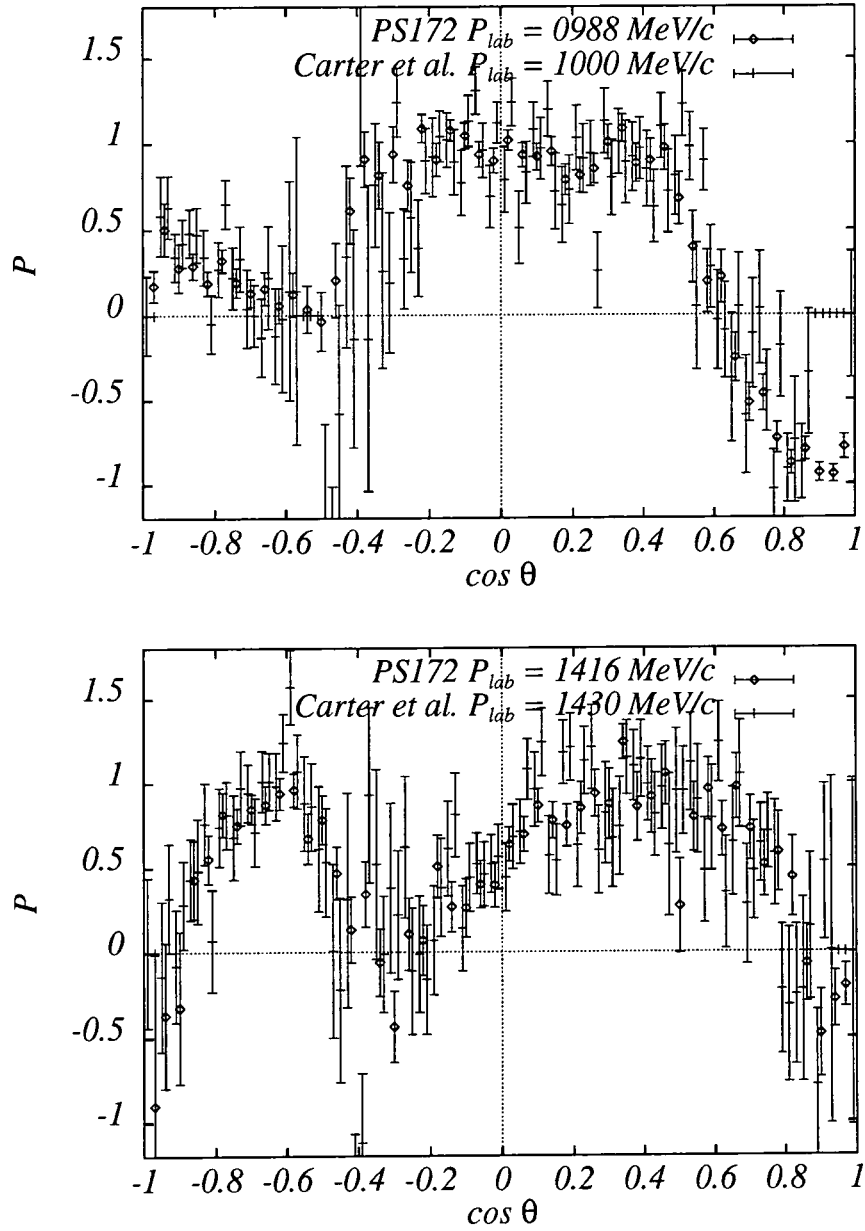 1.5
1
0.5
0
-0.5
-1
P
PS172 P_lab = 0988 MeV/c
Carter et al. P_lab = 1000 MeV/c
-1 -0.8 -0.6 -0.4 -0.2 0 0.2 0.4 0.6 0.8 1
cos θ
1.5
1
0.5
0
-0.5
-1
P
PS172 P_lab = 1416 MeV/c
Carter et al. P_lab = 1430 MeV/c
-1 -0.8 -0.6 -0.4 -0.2 0 0.2 0.4 0.6 0.8 1
cos θ